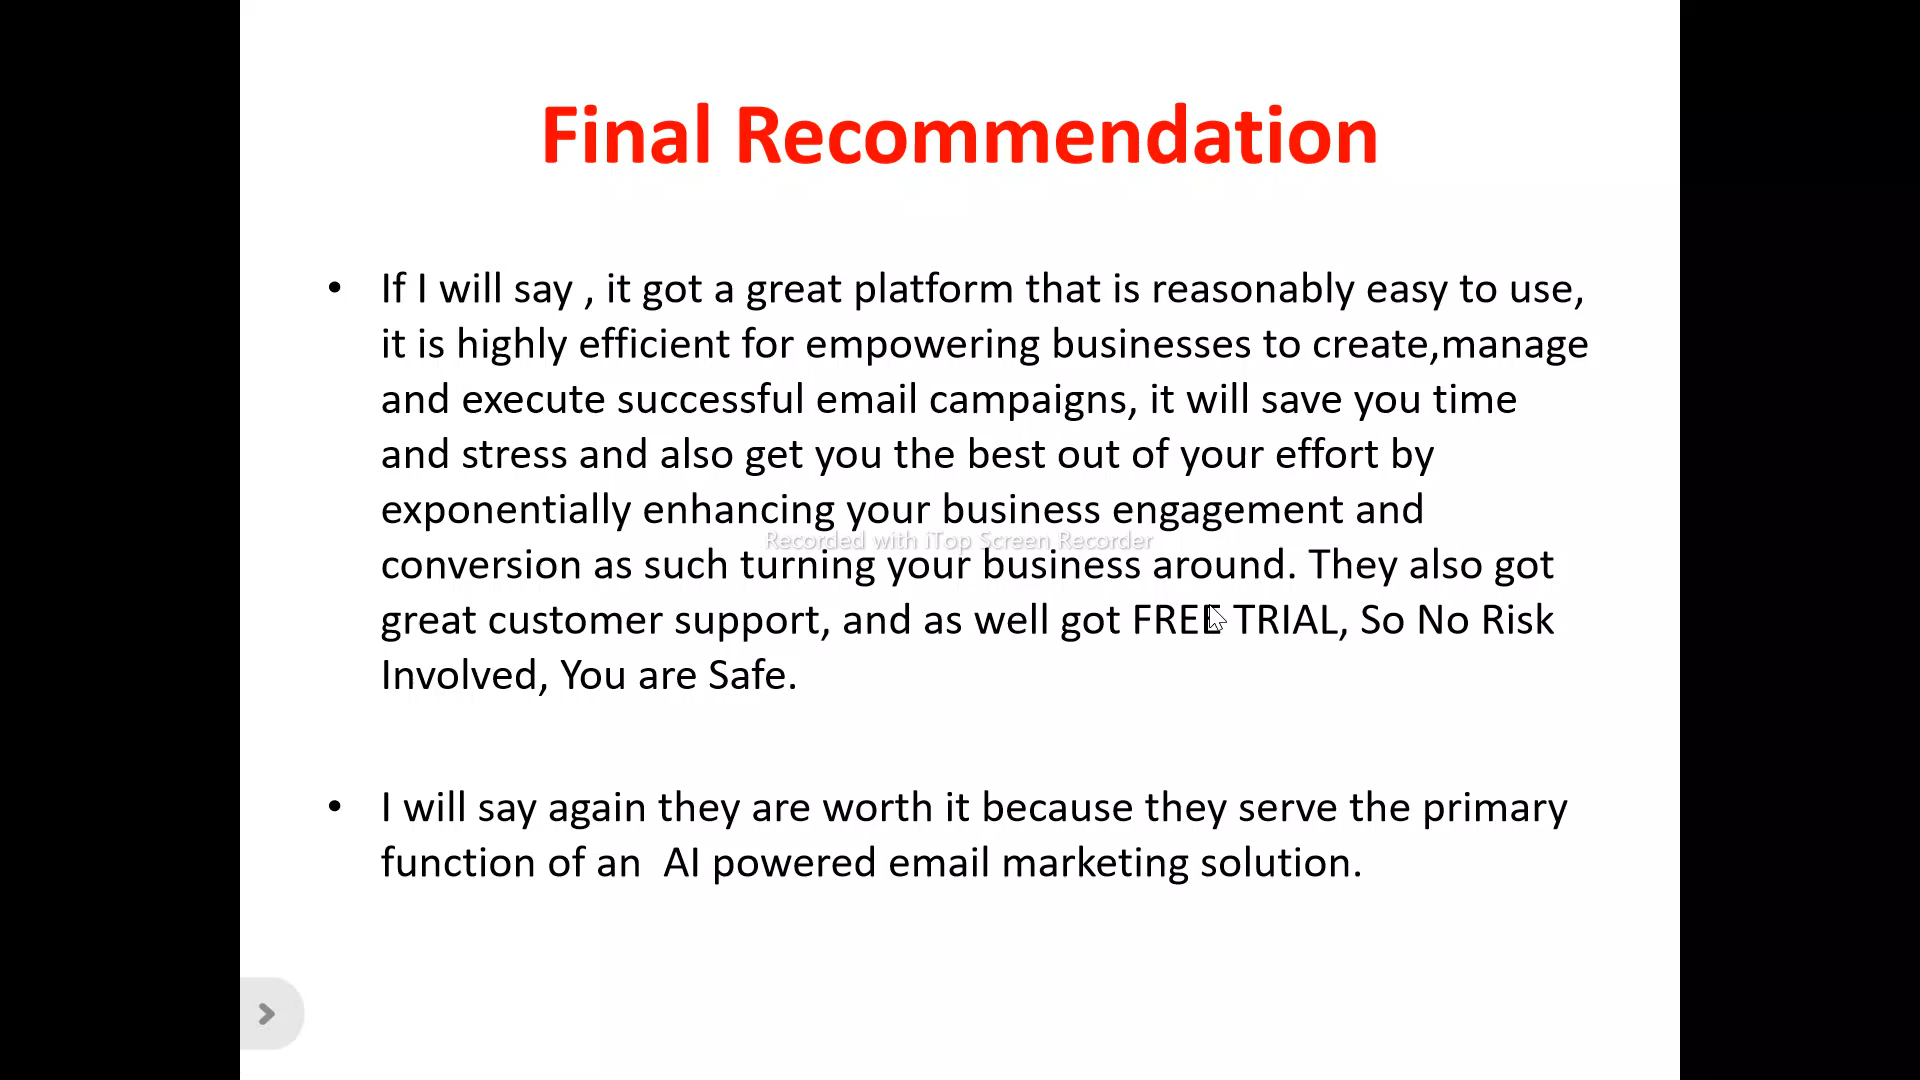 Final Recommendation
• If I will say , it got a great platform that is reasonably easy to use,
it is highly efficient for empowering businesses to create,manage
and execute successful email campaigns, it will save you time
and stress and also get you the best out of your effort by
exponentially enhancing your business engagement and
Recorded with iTop Screen Recorder
conversion as such turning your business around. They also got
great customer support, and as well got FREE TRIAL, So No Risk
Involved, You are Safe.
• I will say again they are worth it because they serve the primary
function of an  AI powered email marketing solution.